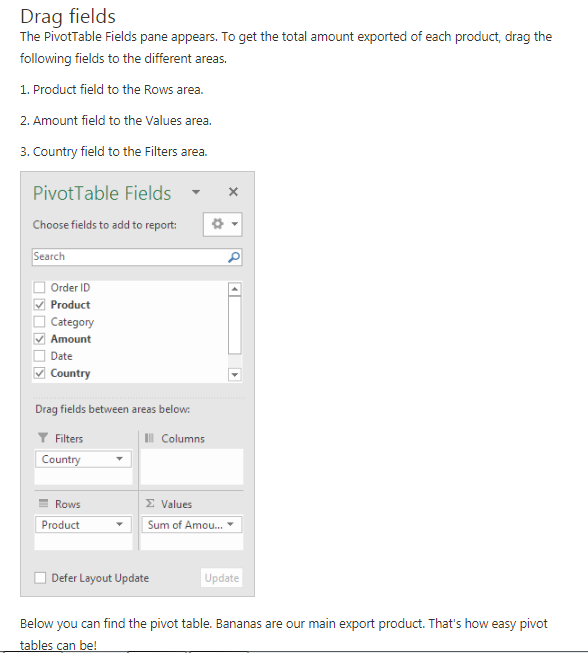 Drag fields
The PivotTable Fields pane appears. To get the total amount exported of each product, drag the
following fields to the different areas.
1. Product field to the Rows area.
2. Amount field to the Values area.
3. Country field to the Filters area.
PivotTable Fields
Choose fields to add to report:
Search
Order ID
Product
Category
Amount
Date
Country
Drag fields between areas below:
Filters
Columns
Country
Rows
Σ Values
Product
Sum of Amou...
Defer Layout Update
Update
Below you can find the pivot table. Bananas are our main export product. That's how easy pivot
tables can be!